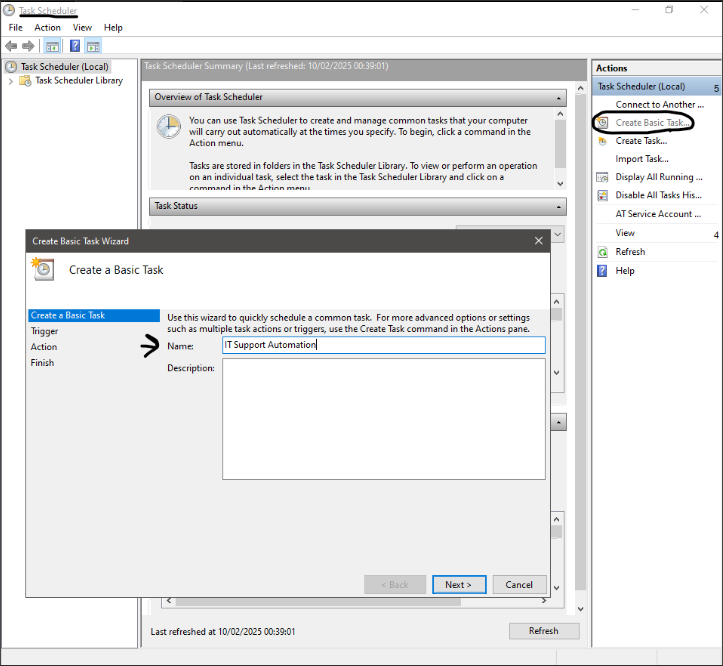 Task Scheduler
File Action View Help
Task Scheduler (Local)
Task Scheduler Library
Task Scheduler Summary (Last refreshed: 10/02/2025 00:39:01)
Overview of Task Scheduler
You can use Task Scheduler to create and manage common tasks that your computer
will carry out automatically at the times you specify. To begin, click a command in the
Action menu.
Tasks are stored in folders in the Task Scheduler Library. To view or perform an operation
on an individual task, select the task in the Task Scheduler Library and click on a
command in the Action menu
Task Status
Create Basic Task Wizard
Create a Basic Task
Create a Basic Task
Trigger
Action
Finish
Use this wizard to quickly schedule a common task. For more advanced options or settings
such as multiple task actions or triggers, use the Create Task command in the Actions pane.
Name:
IT Support Automation
Description:
< Back
Next >
Cancel
Last refreshed at 10/02/2025 00:39:01
Refresh
Actions
Task Scheduler (Local)
5
Connect to Another ...
Create Basic Task...
Create Task...
Import Task...
Display All Running ...
Disable All Tasks His...
AT Service Account ...
View
4
Refresh
Help